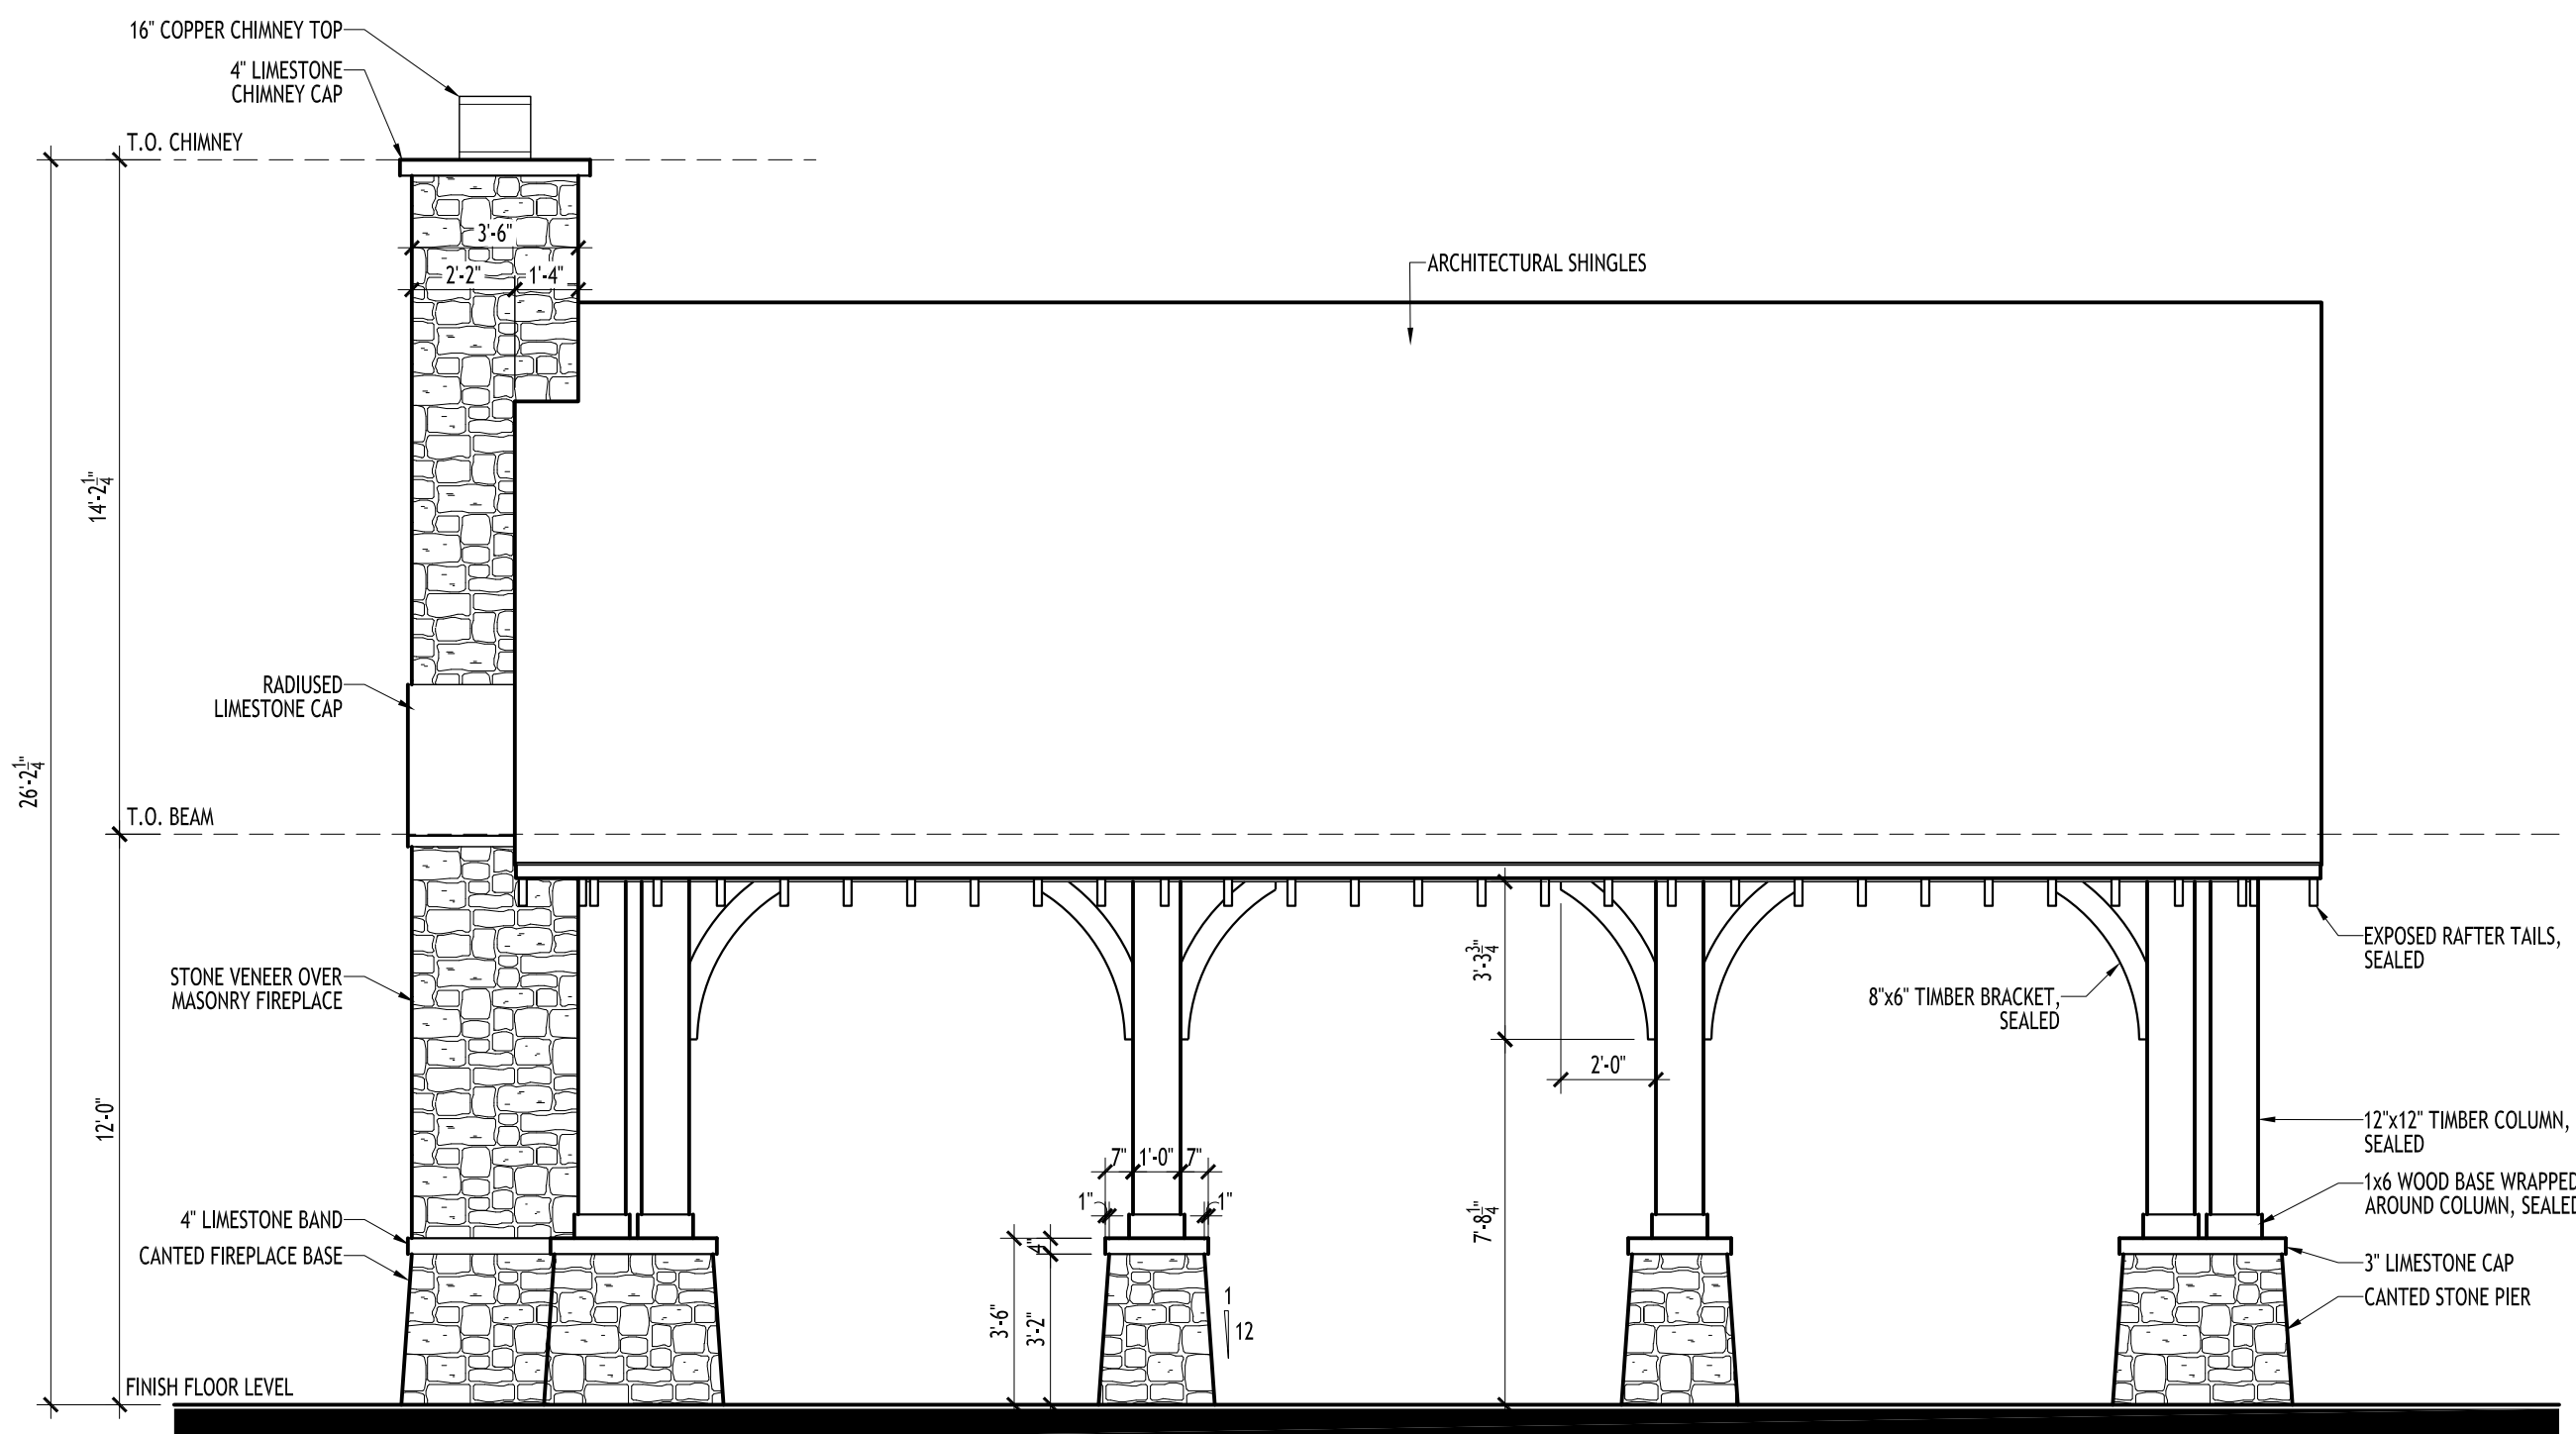 16" COPPER CHIMNEY TOP
4" LIMESTONE
CHIMNEY CAP
T.O. CHIMNEY
3'-6"
2'-2"
1'-4"
ARCHITECTURAL SHINGLES
14'-2 1/4"
RADIUSED
LIMESTONE CAP
26'-2 1/4"
T.O. BEAM
EXPOSED RAFTER TAILS,
SEALED
3'-3 3/4"
STONE VENEER OVER
MASONRY FIREPLACE
8"x6" TIMBER BRACKET,
SEALED
2'-0"
12'-0"
12"x12" TIMBER COLUMN,
SEALED
7"
1'-0"
7"
1"
1"
1x6 WOOD BASE WRAPPED
AROUND COLUMN, SEALED
7'-8 1/4"
4" LIMESTONE BAND
4"
CANTED FIREPLACE BASE
3" LIMESTONE CAP
CANTED STONE PIER
3'-6"
3'-2"
1
12
FINISH FLOOR LEVEL